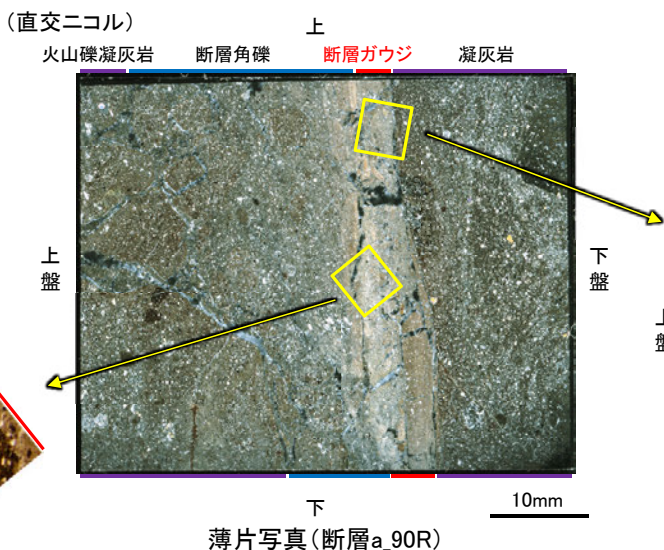 (直交ニコル)
上
火山礫凝灰岩 断層角礫 断層ガウジ 凝灰岩
上盤
下盤
上
下
10mm
薄片写真(断層a_90R)